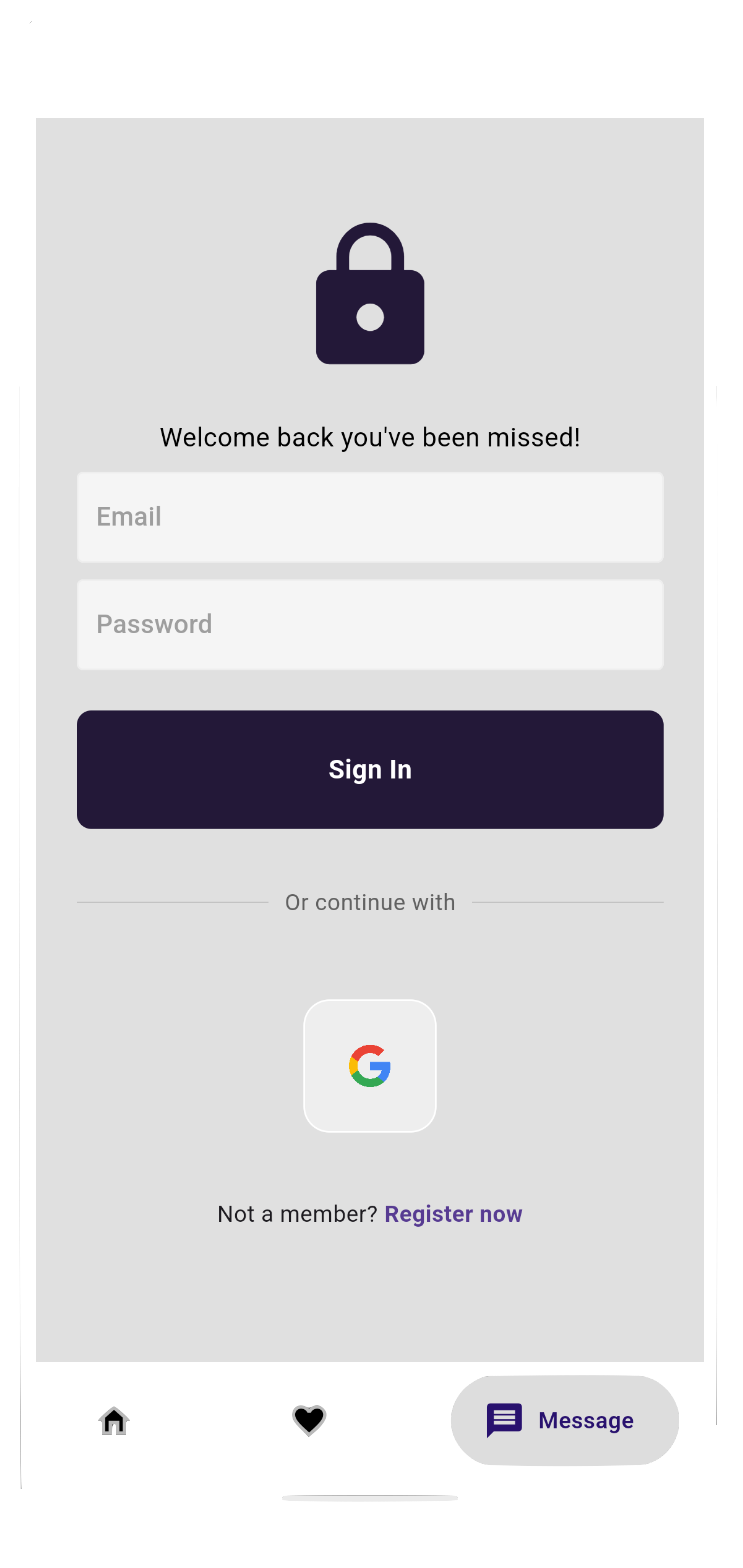 Welcome back you've been missed!
Email
Password
Sign In
Or continue with
Not a member? Register now
Message